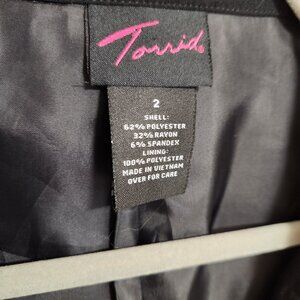 Torrid.
2
SHELL:
62% POLYESTER
32% RAYON
6% SPANDEX
LINING:
100% POLYESTER
MADE IN VIETNAM
OVER FOR CARE